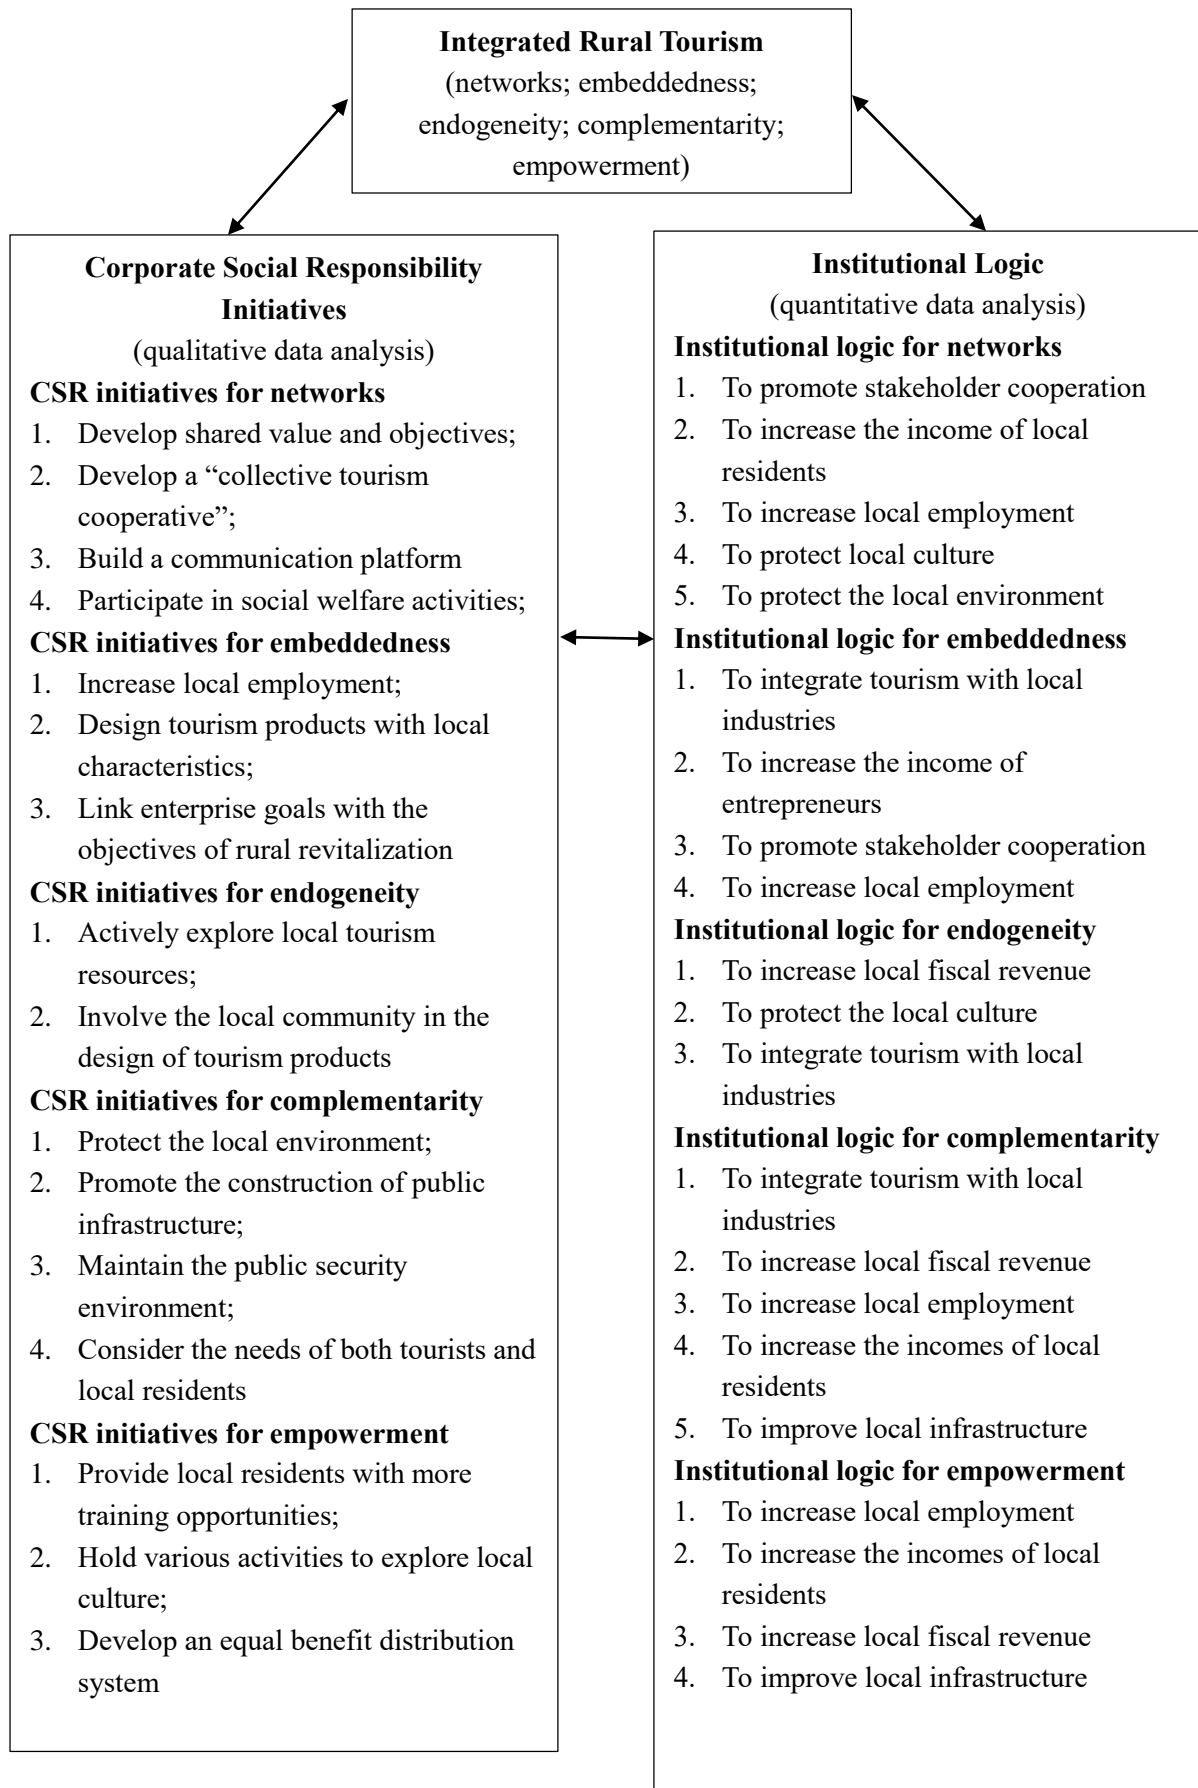 Integrated Rural Tourism
(networks; embeddedness;
endogeneity; complementarity;
empowerment)
Corporate Social Responsibility
Initiatives
(qualitative data analysis)
CSR initiatives for networks
1. Develop shared value and objectives;
2. Develop a “collective tourism
cooperative”;
3. Build a communication platform
4. Participate in social welfare activities;
CSR initiatives for embeddedness
1. Increase local employment;
2. Design tourism products with local
characteristics;
3. Link enterprise goals with the
objectives of rural revitalization
CSR initiatives for endogeneity
1. Actively explore local tourism
resources;
2. Involve the local community in the
design of tourism products
CSR initiatives for complementarity
1. Protect the local environment;
2. Promote the construction of public
infrastructure;
3. Maintain the public security
environment;
4. Consider the needs of both tourists and
local residents
CSR initiatives for empowerment
1. Provide local residents with more
training opportunities;
2. Hold various activities to explore local
culture;
3. Develop an equal benefit distribution
system
Institutional Logic
(quantitative data analysis)
Institutional logic for networks
1. To promote stakeholder cooperation
2. To increase the income of local
residents
3. To increase local employment
4. To protect local culture
5. To protect the local environment
Institutional logic for embeddedness
1. To integrate tourism with local
industries
2. To increase the income of
entrepreneurs
3. To promote stakeholder cooperation
4. To increase local employment
Institutional logic for endogeneity
1. To increase local fiscal revenue
2. To protect the local culture
3. To integrate tourism with local
industries
Institutional logic for complementarity
1. To integrate tourism with local
industries
2. To increase local fiscal revenue
3. To increase local employment
4. To increase the incomes of local
residents
5. To improve local infrastructure
Institutional logic for empowerment
1. To increase local employment
2. To increase the incomes of local
residents
3. To increase local fiscal revenue
4. To improve local infrastructure